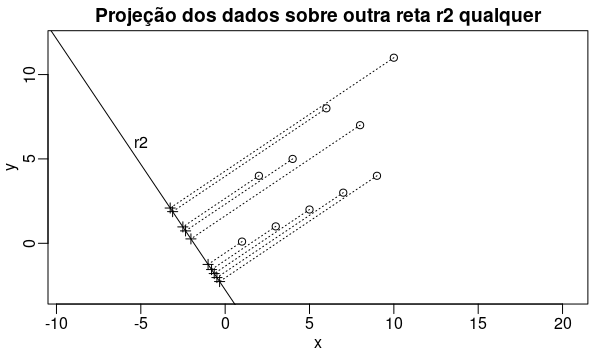 Projeção dos dados sobre outra reta r2 qualquer
10
5
0
y
r2
-10 -5 0 5 10 15 20
x